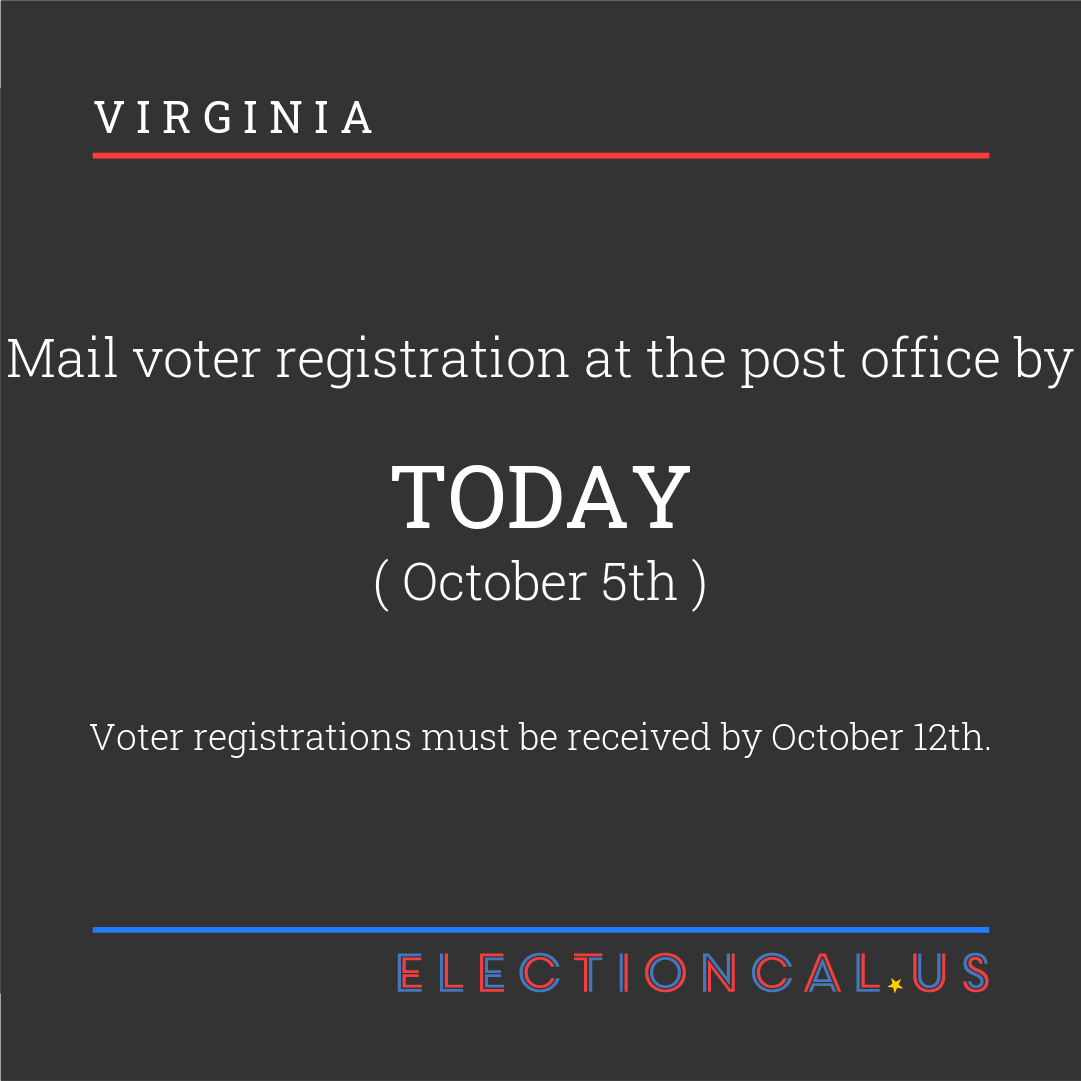 VIRGINIA
Mail voter registration at the post office by
TODAY
( October 5th )
Voter registrations must be received by October 12th.
ELECTIONCAL.US